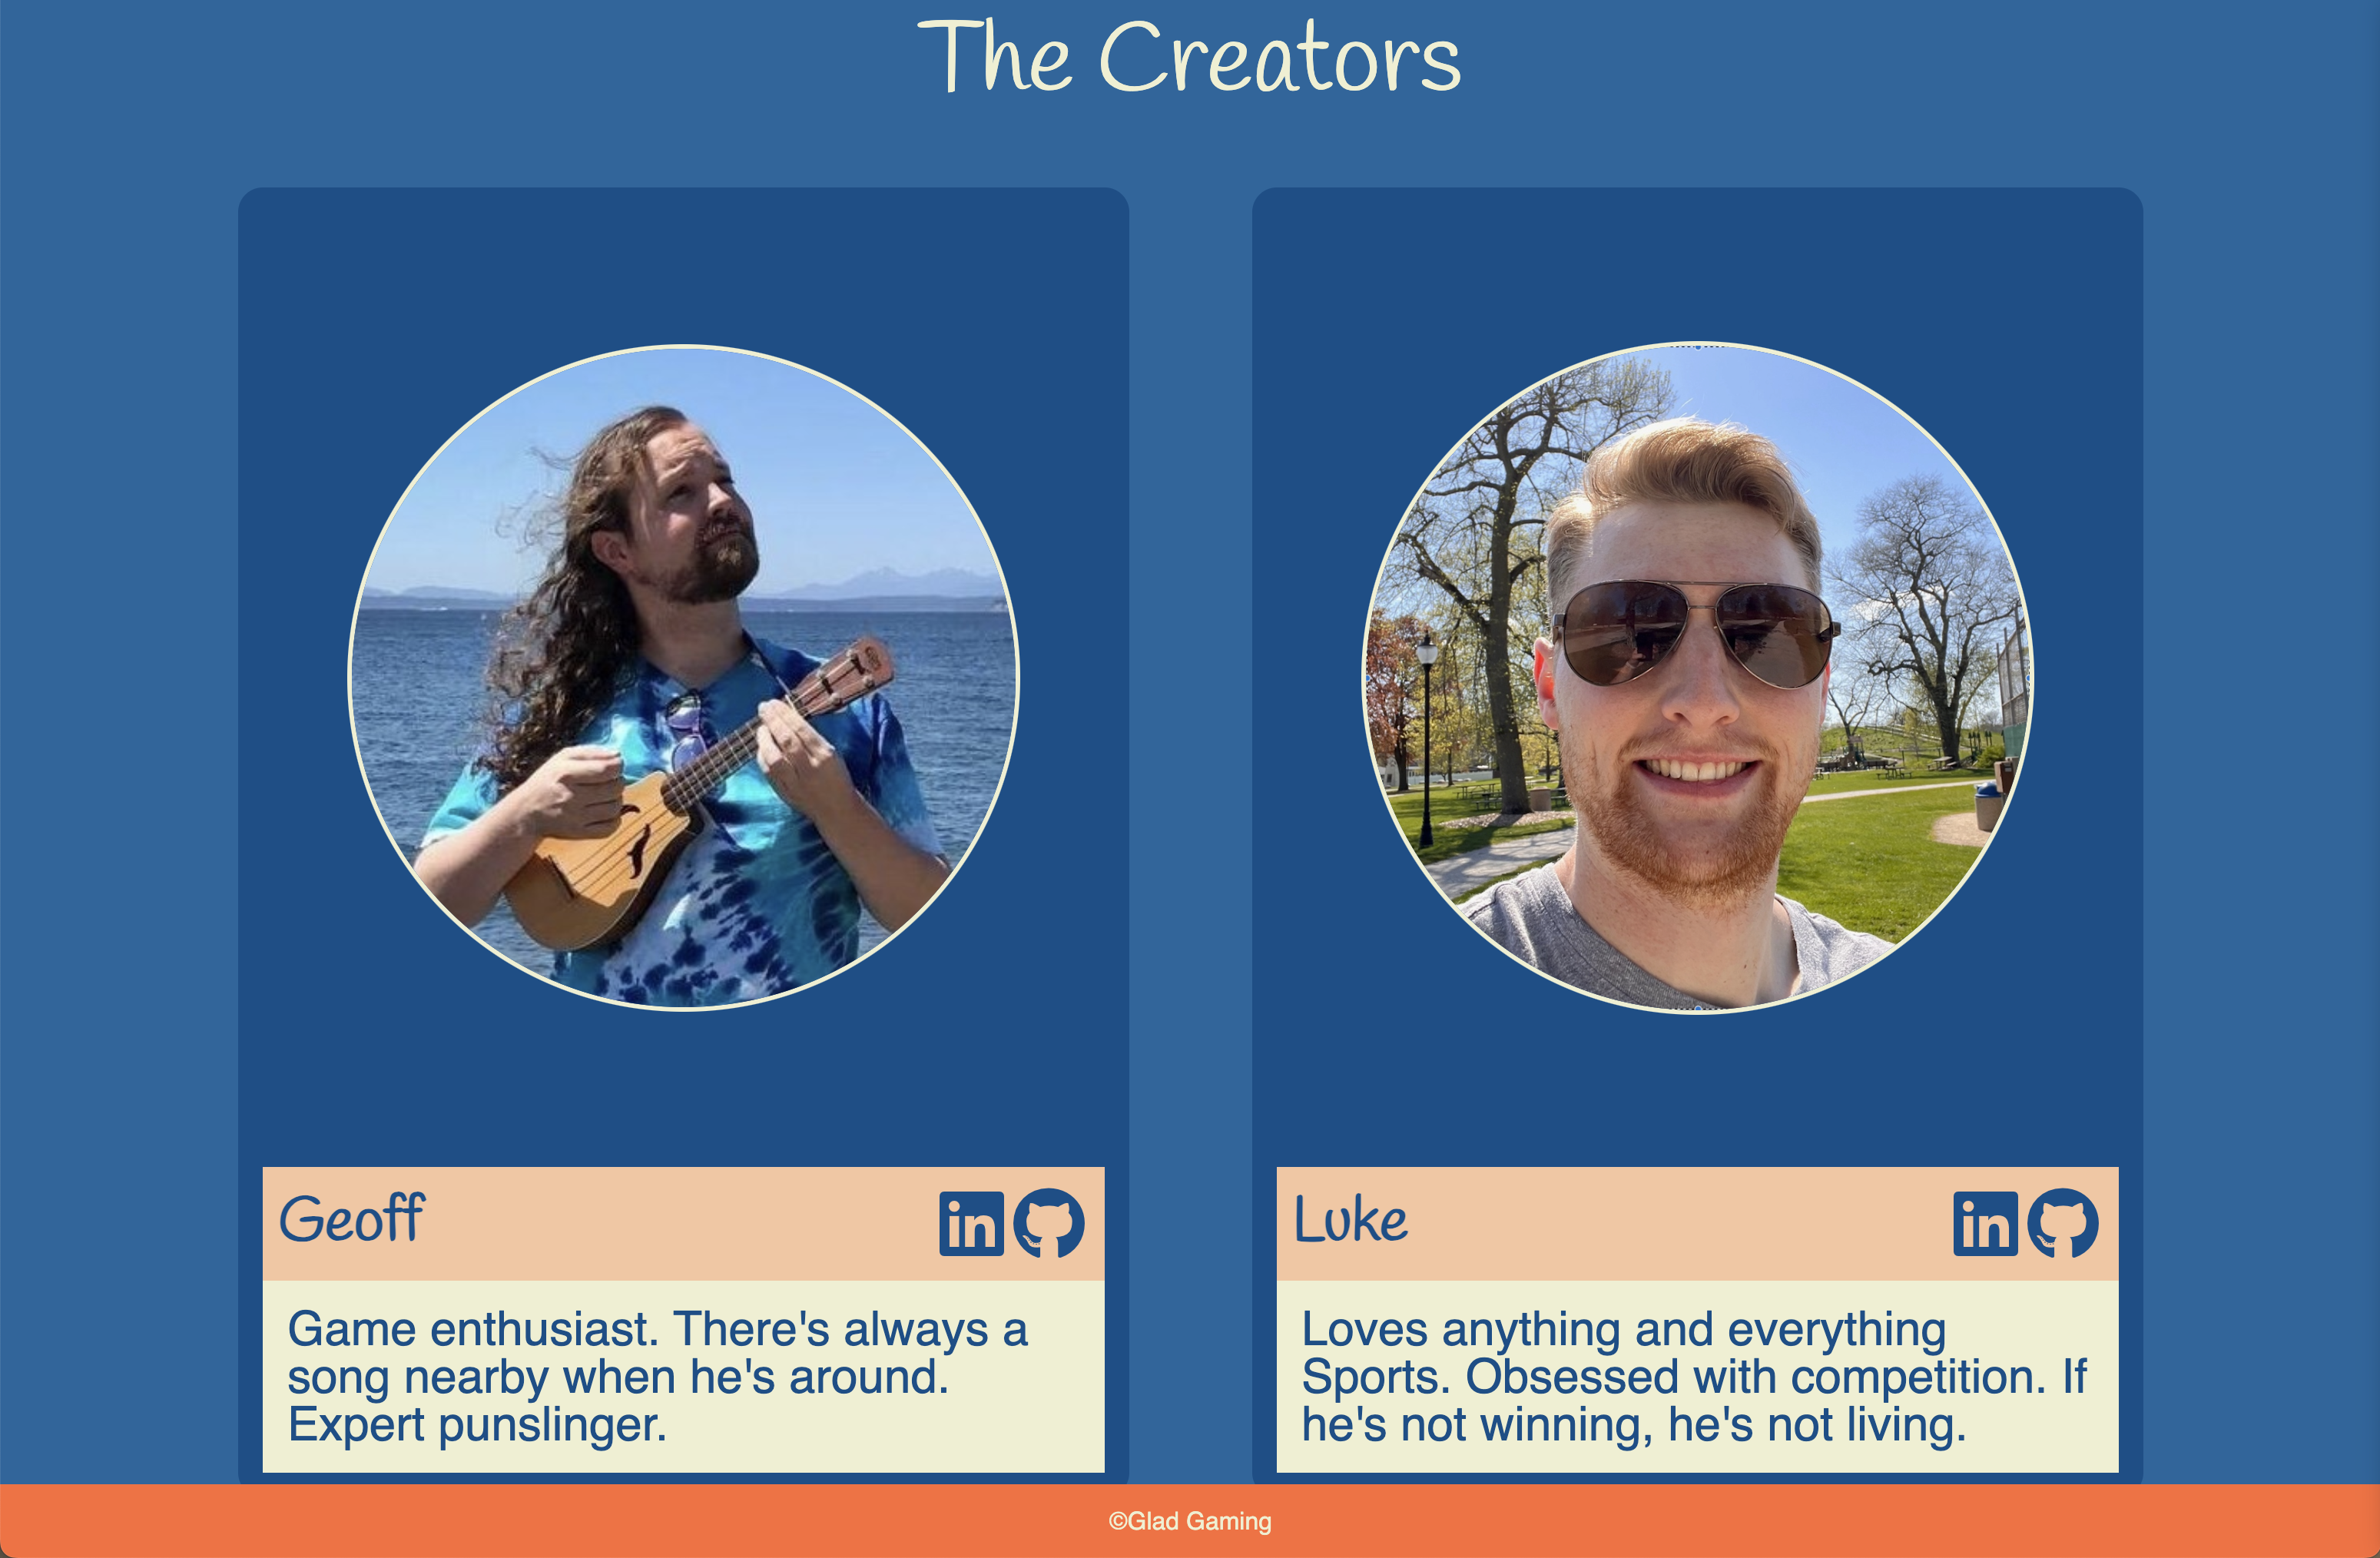 The Creators
Geoff
in
Game enthusiast. There's always a
song nearby when he's around.
Expert punslinger.
Luke
in
Loves anything and everything
Sports. Obsessed with competition. If
he's not winning, he's not living.
©Glad Gaming